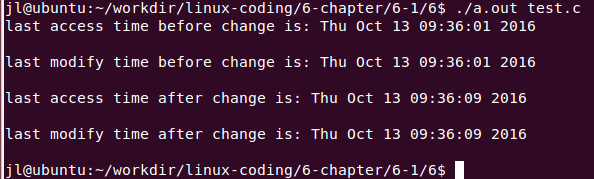 jl@ubuntu:~/workdir/linux-coding/6-chapter/6-1/6$ ./a.out test.c
last access time before change is: Thu Oct 13 09:36:01 2016
last modify time before change is: Thu Oct 13 09:36:01 2016
last access time after change is: Thu Oct 13 09:36:09 2016
last modify time after change is: Thu Oct 13 09:36:09 2016
jl@ubuntu:~/workdir/linux-coding/6-chapter/6-1/6$